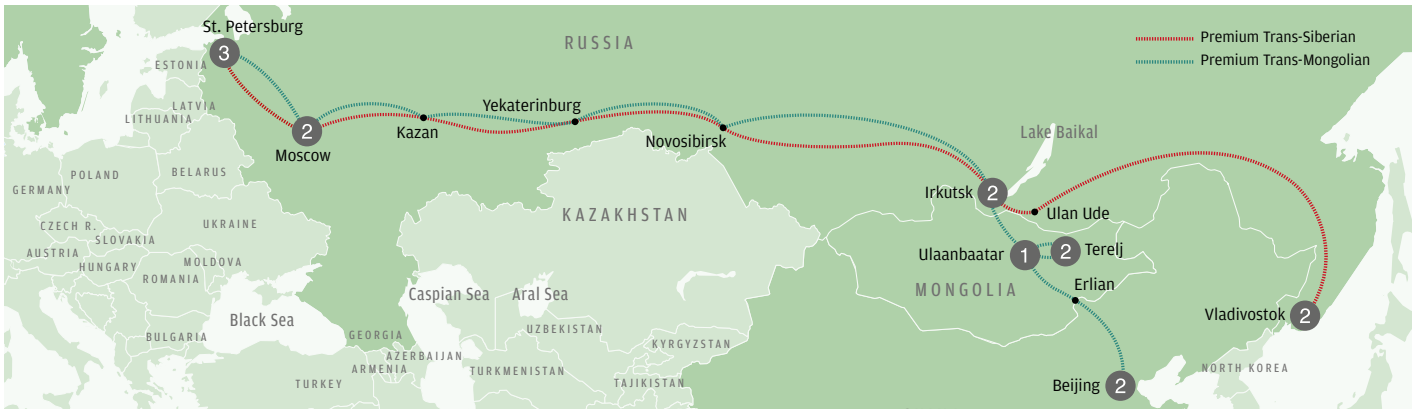 St. Petersburg
3
RUSSIA
Premium Trans-Siberian
Premium Trans-Mongolian
ESTONIA
LATVIA
LITHUANIA
Yekaterinburg
2
Moscow
Kazan
Novosibirsk
Lake Baikal
POLAND
BELARUS
GERMANY
Irkutsk
2
Ulan Ude
KAZAKHSTAN
UKRAINE
CZECH R.
SLOVAKIA
AUSTRIA
HUNGARY
MOLDOVA
ROMANIA
Ulaanbaatar
1
2
Terelj
MONGOLIA
Erlian
Caspian Sea
Aral Sea
Black Sea
Vladivostok
2
BULGARIA
GEORGIA
UZBEKISTAN
KYRGYZSTAN
AZERBAIJAN
ARMENIA
TURKMENISTAN
TAJIKISTAN
TURKEY
NORTH KOREA
Beijing
2